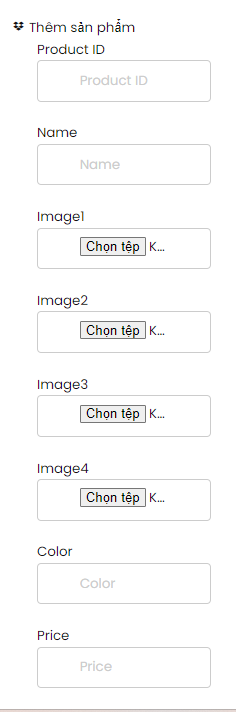 Thêm sản phẩm
Product ID
Product ID
Name
Name
Image1
Chọn tệp K...
Image2
Chọn tệp K...
Image3
Chọn tệp K...
Image4
Chọn tệp K...
Color
Color
Price
Price